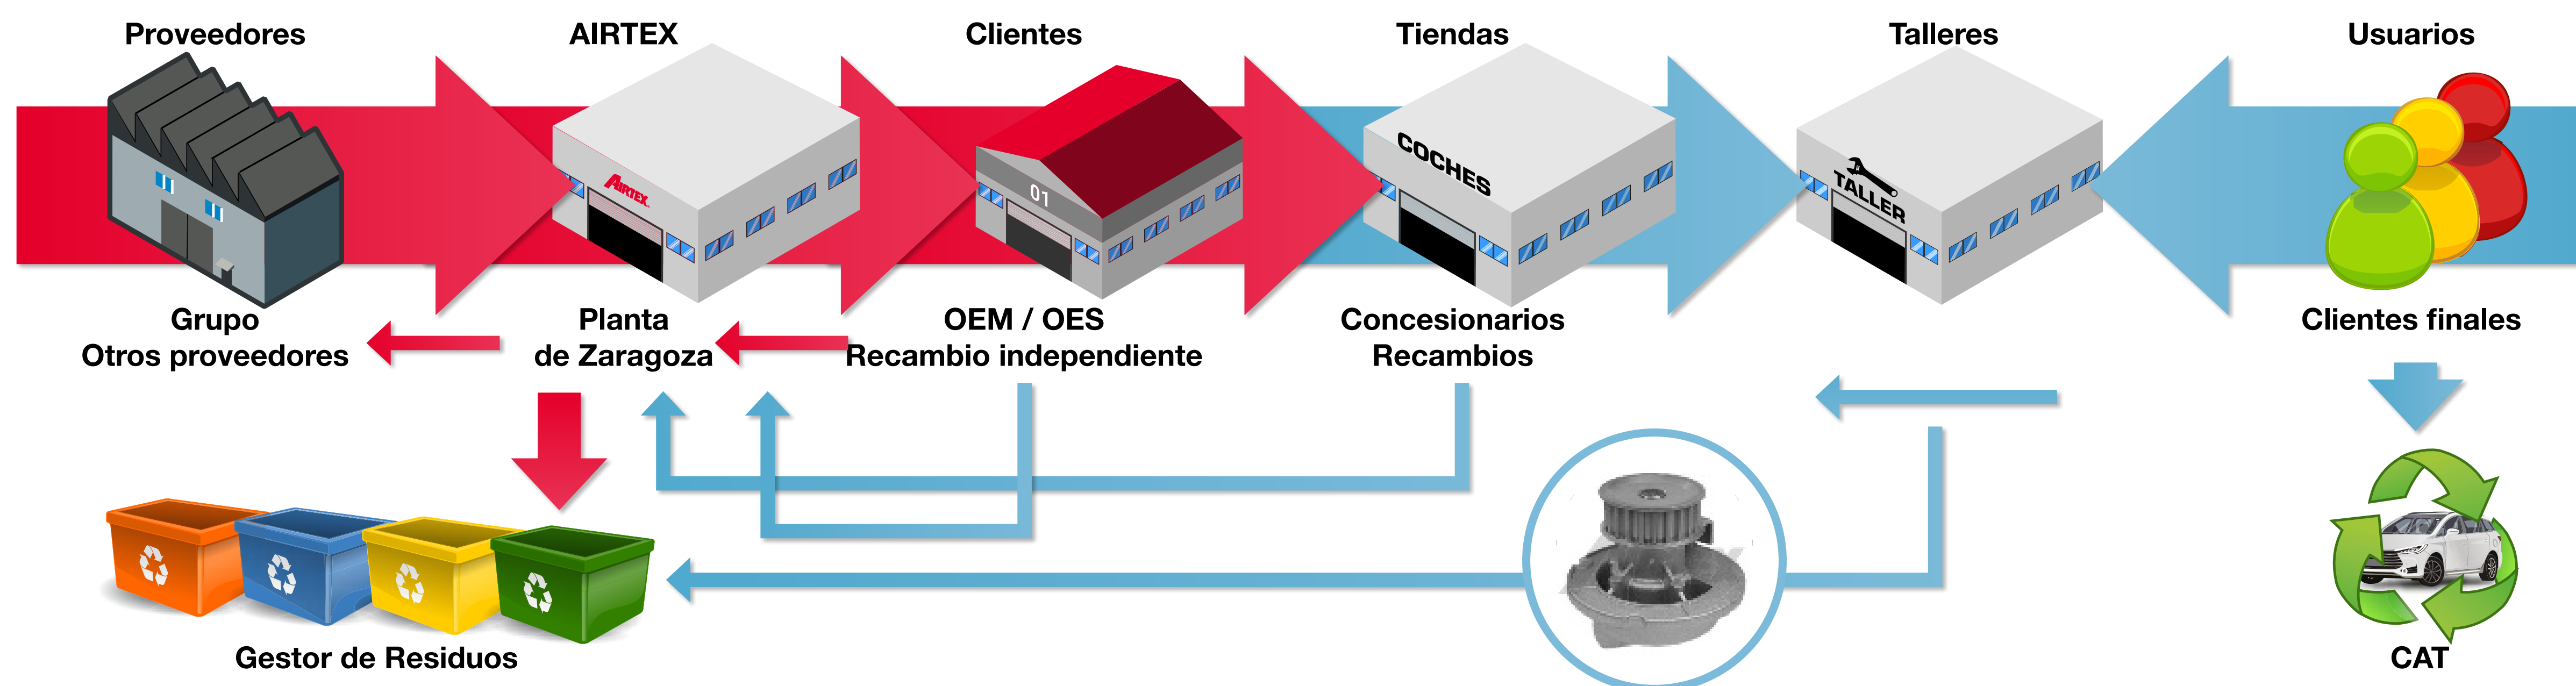 Proveedores
AIRTEX
Clientes
Tiendas
Talleres
Usuarios
AIRTEX
01
COCHES
TALLER
Grupo
Otros proveedores
Planta
de Zaragoza
OEM / OES
Recambio independiente
Concesionarios
Recambios
Clientes finales
Gestor de Residuos
CAT